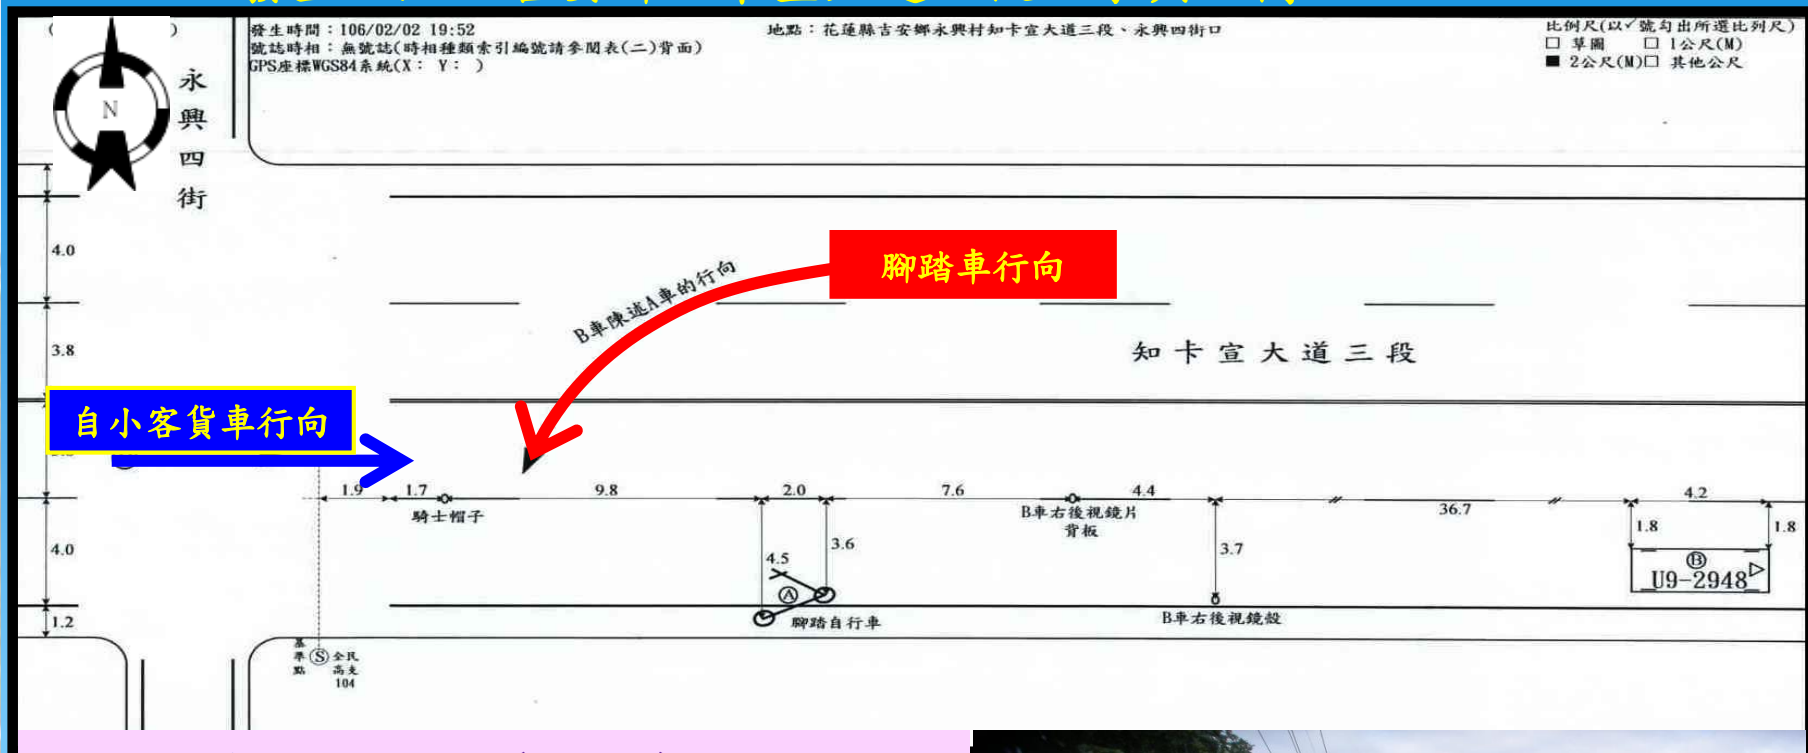 發生時間：106/02/02 19:52
號誌時相：無號誌(時相種類索引編號請參閱表(二)背面)
GPS座標WGS84系統(X： Y： )
地點：花蓮縣吉安鄉永興村知卡宣大道三段、永興四街口
比例尺(以✓號勾出所選比列尺)
□ 草圖 □ 1公尺(M)
■ 2公尺(M)□ 其他公尺
N
永興四街
4.0
3.8
4.0
1.2
腳踏車行向
B車陳述A車的行向
知卡宣大道三段
自小客貨車行向
1.9
1.7
9.8
2.0
7.6
4.4
36.7
4.2
騎士帽子
B車右後視鏡片
背板
4.5
3.6
3.7
1.8
1.8
Ⓐ
腳踏自行車
B車右後視鏡殼
Ⓑ
U9-2948
基準點
Ⓢ
全民
高支
104